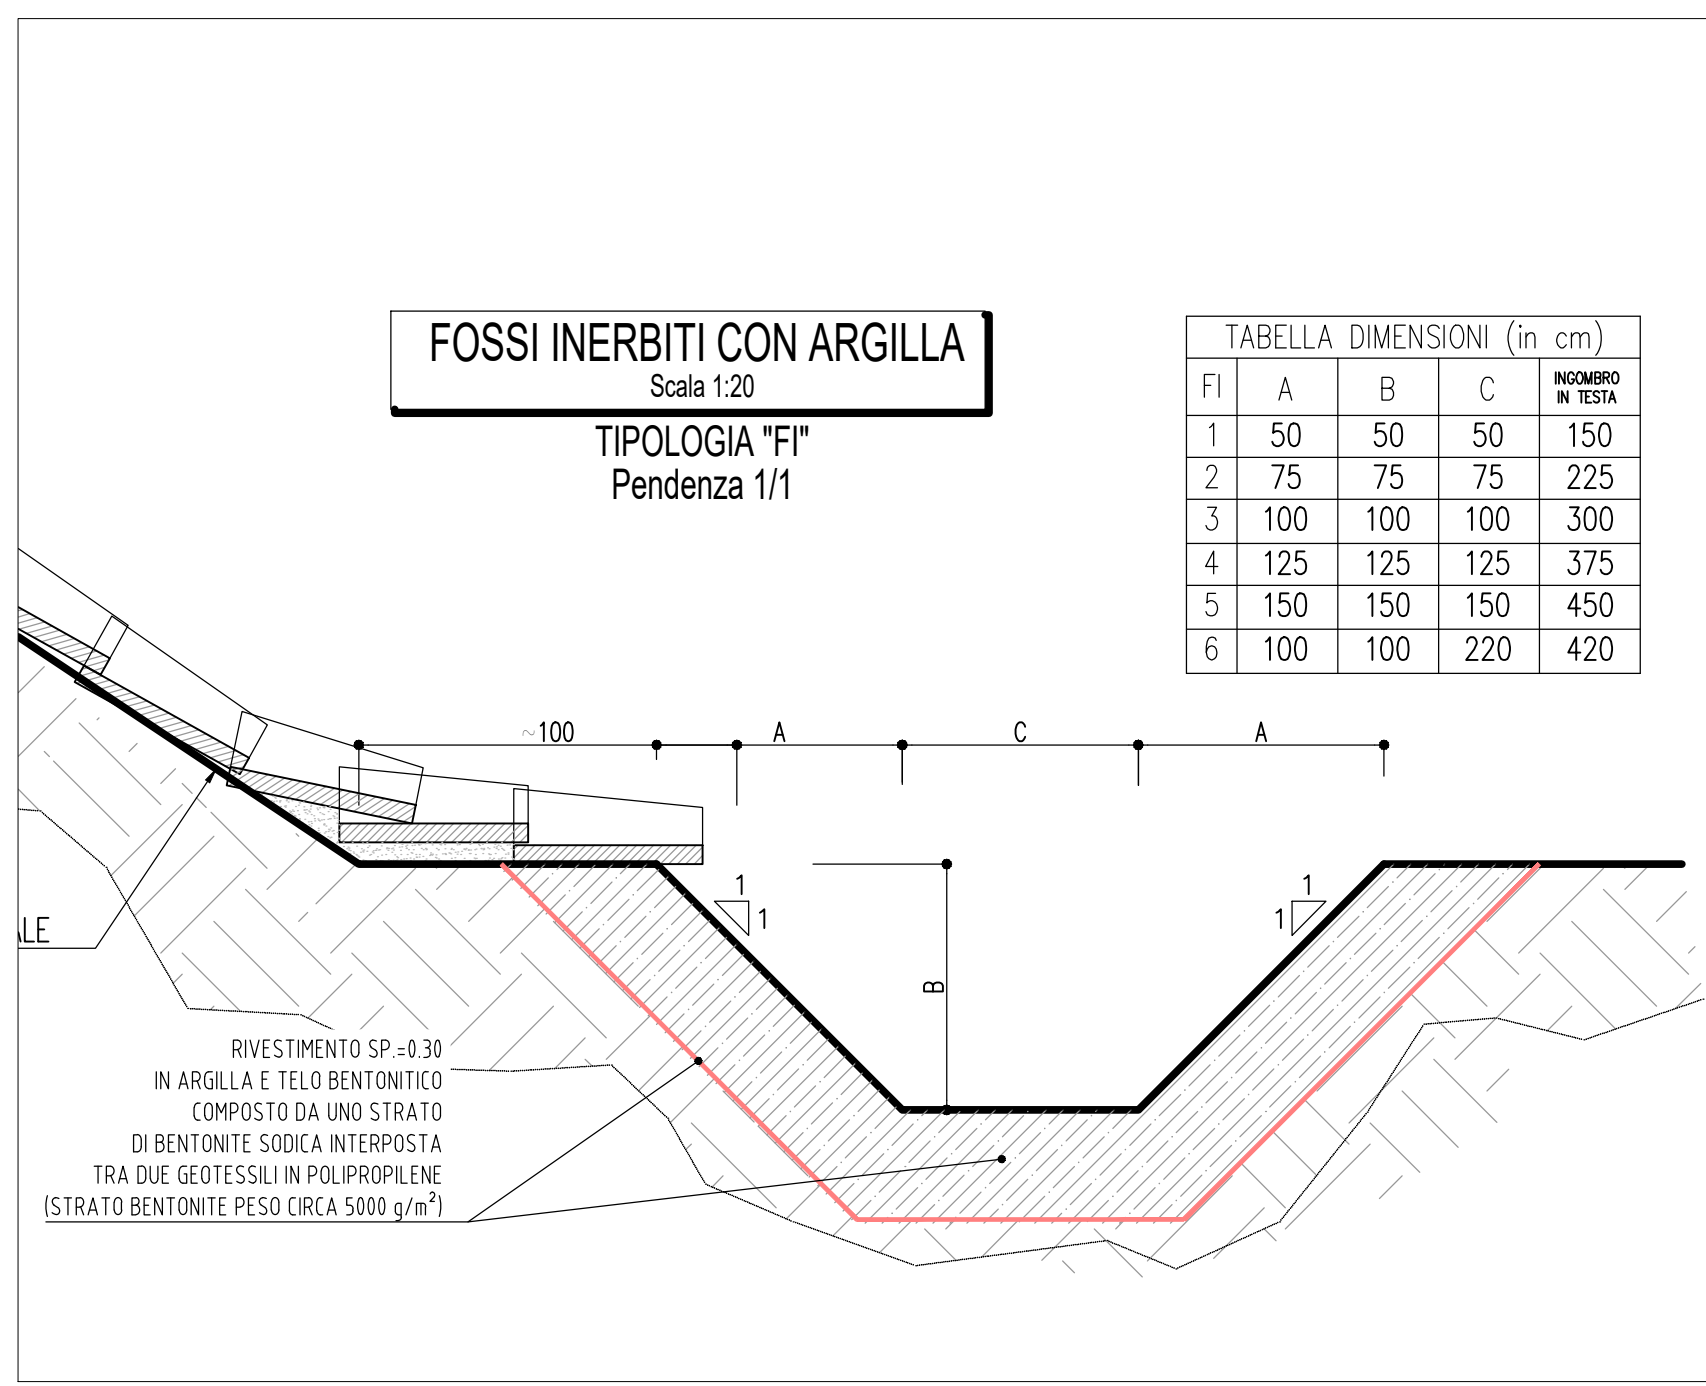 FOSSI INERBITI CON ARGILLA
Scala 1:20
TIPOLOGIA "FI"
Pendenza 1/1
TABELLA DIMENSIONI (in cm)
FI A B C INGOMBRO IN TESTA
1 50 50 50 150
2 75 75 75 225
3 100 100 100 300
4 125 125 125 375
5 150 150 150 450
6 100 100 220 420
~100 A C A
1 1
1 1
B
ALE
RIVESTIMENTO SP.=0.30
IN ARGILLA E TELO BENTONITICO
COMPOSTO DA UNO STRATO
DI BENTONITE SODICA INTERPOSTA
TRA DUE GEOTESSILI IN POLIPROPILENE
(STRATO BENTONITE PESO CIRCA 5000 g/m²)